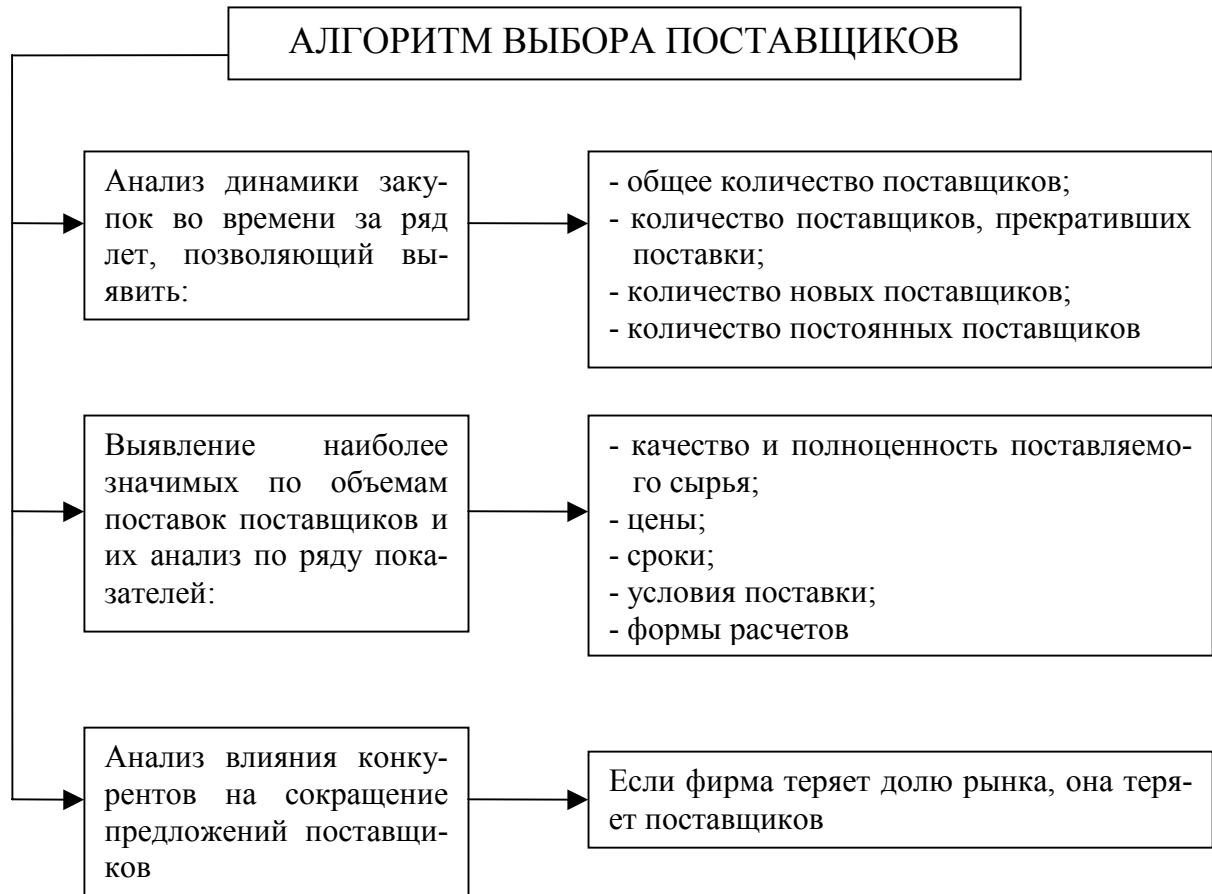 АЛГОРИТМ ВЫБОРА ПОСТАВЩИКОВ
Анализ динамики заку-
пок во времени за ряд
лет, позволяющий вы-
явить:
- общее количество поставщиков;
- количество поставщиков, прекративших
поставки;
- количество новых поставщиков;
- количество постоянных поставщиков
Выявление наиболее
значимых по объемам
поставок поставщиков и
их анализ по ряду пока-
зателей:
- качество и полноценность поставляемо-
го сырья;
- цены;
- сроки;
- условия поставки;
- формы расчетов
Анализ влияния конку-
рентов на сокращение
предложений поставщи-
ков
Если фирма теряет долю рынка, она теря-
ет поставщиков